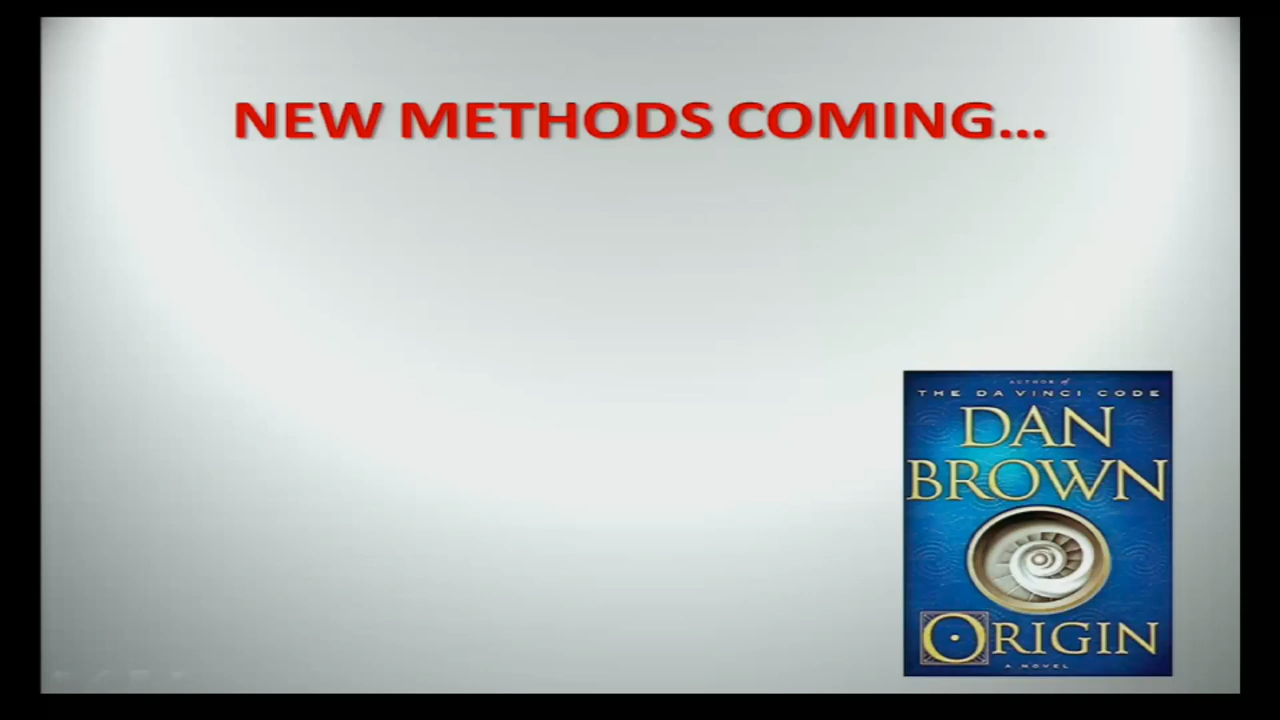 NEW METHODS COMING...
AUTHOR of
THE DA VINCI CODE
DAN
BROWN
ORIGIN
A NOVEL